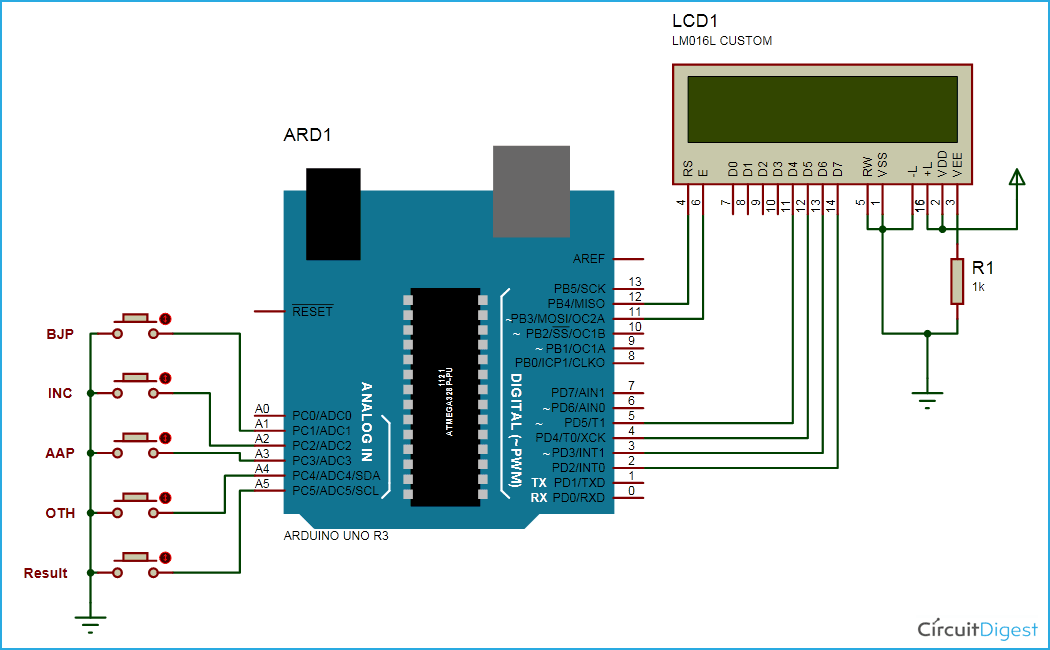 LCD1
LM016L CUSTOM
RS
E
D0
D1
D2
D3
D4
D5
D6
D7
RW
VSS
-L
+L
VDD
VEE
4
6
7
8
9
10
11
12
13
14
5
1
16
2
3
R1
1k
ARD1
AREF
RESET
PB5/SCK
13
PB4/MISO
12
~PB3/MOSI/OC2A
11
~ PB2/SS/OC1B
10
~ PB1/OC1A
9
PB0/ICP1/CLKO
8
PD7/AIN1
7
~PD6/AIN0
6
~ PD5/T1
5
PD4/T0/XCK
4
~PD3/INT1
3
PD2/INT0
2
TX PD1/TXD
1
RX PD0/RXD
0
DIGITAL (~PWM)
ANALOG IN
1121
ATMEGA328P-PU
A0
PC0/ADC0
A1
PC1/ADC1
A2
PC2/ADC2
A3
PC3/ADC3
A4
PC4/ADC4/SDA
A5
PC5/ADC5/SCL
ARDUINO UNO R3
BJP
INC
AAP
OTH
Result
CircuitDigest